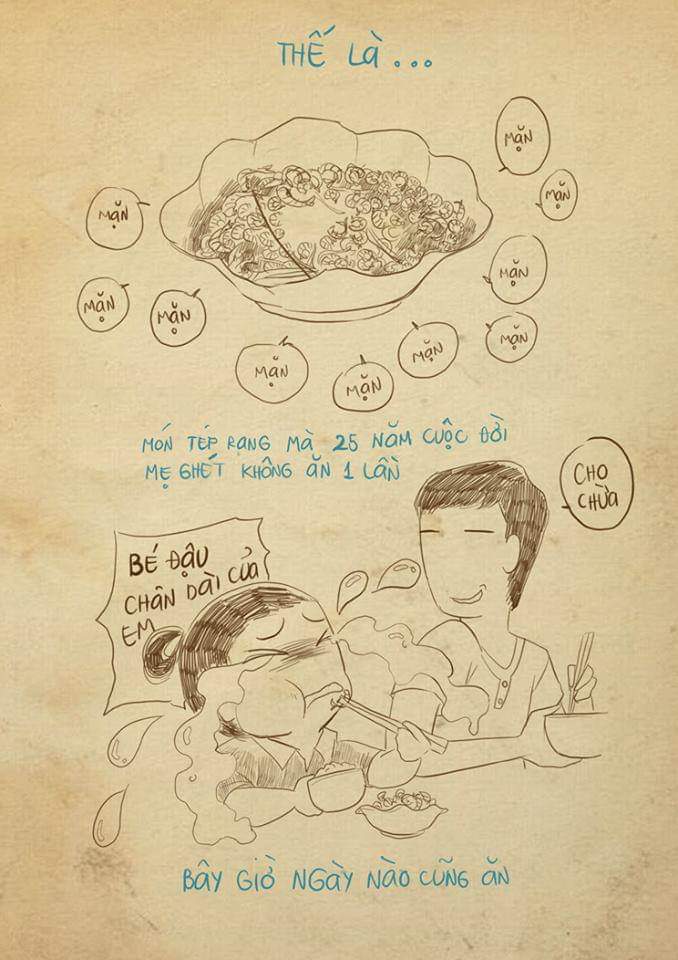 THẾ Là...
MặN
MặN
MặN
MặN
MặN
MặN
MặN
MặN
MặN
MặN
MÓN TÉP RANG Mà 25 NĂM CUỘC ĐỜI
MẸ GHÉT KHÔNG ĂN 1 LẦN
CHO
CHỪA
BÉ ĐẬU
CHÂN DÀI CỦA
EM
BÂY GIỜ NGÀY NÀO CŨNG ĂN